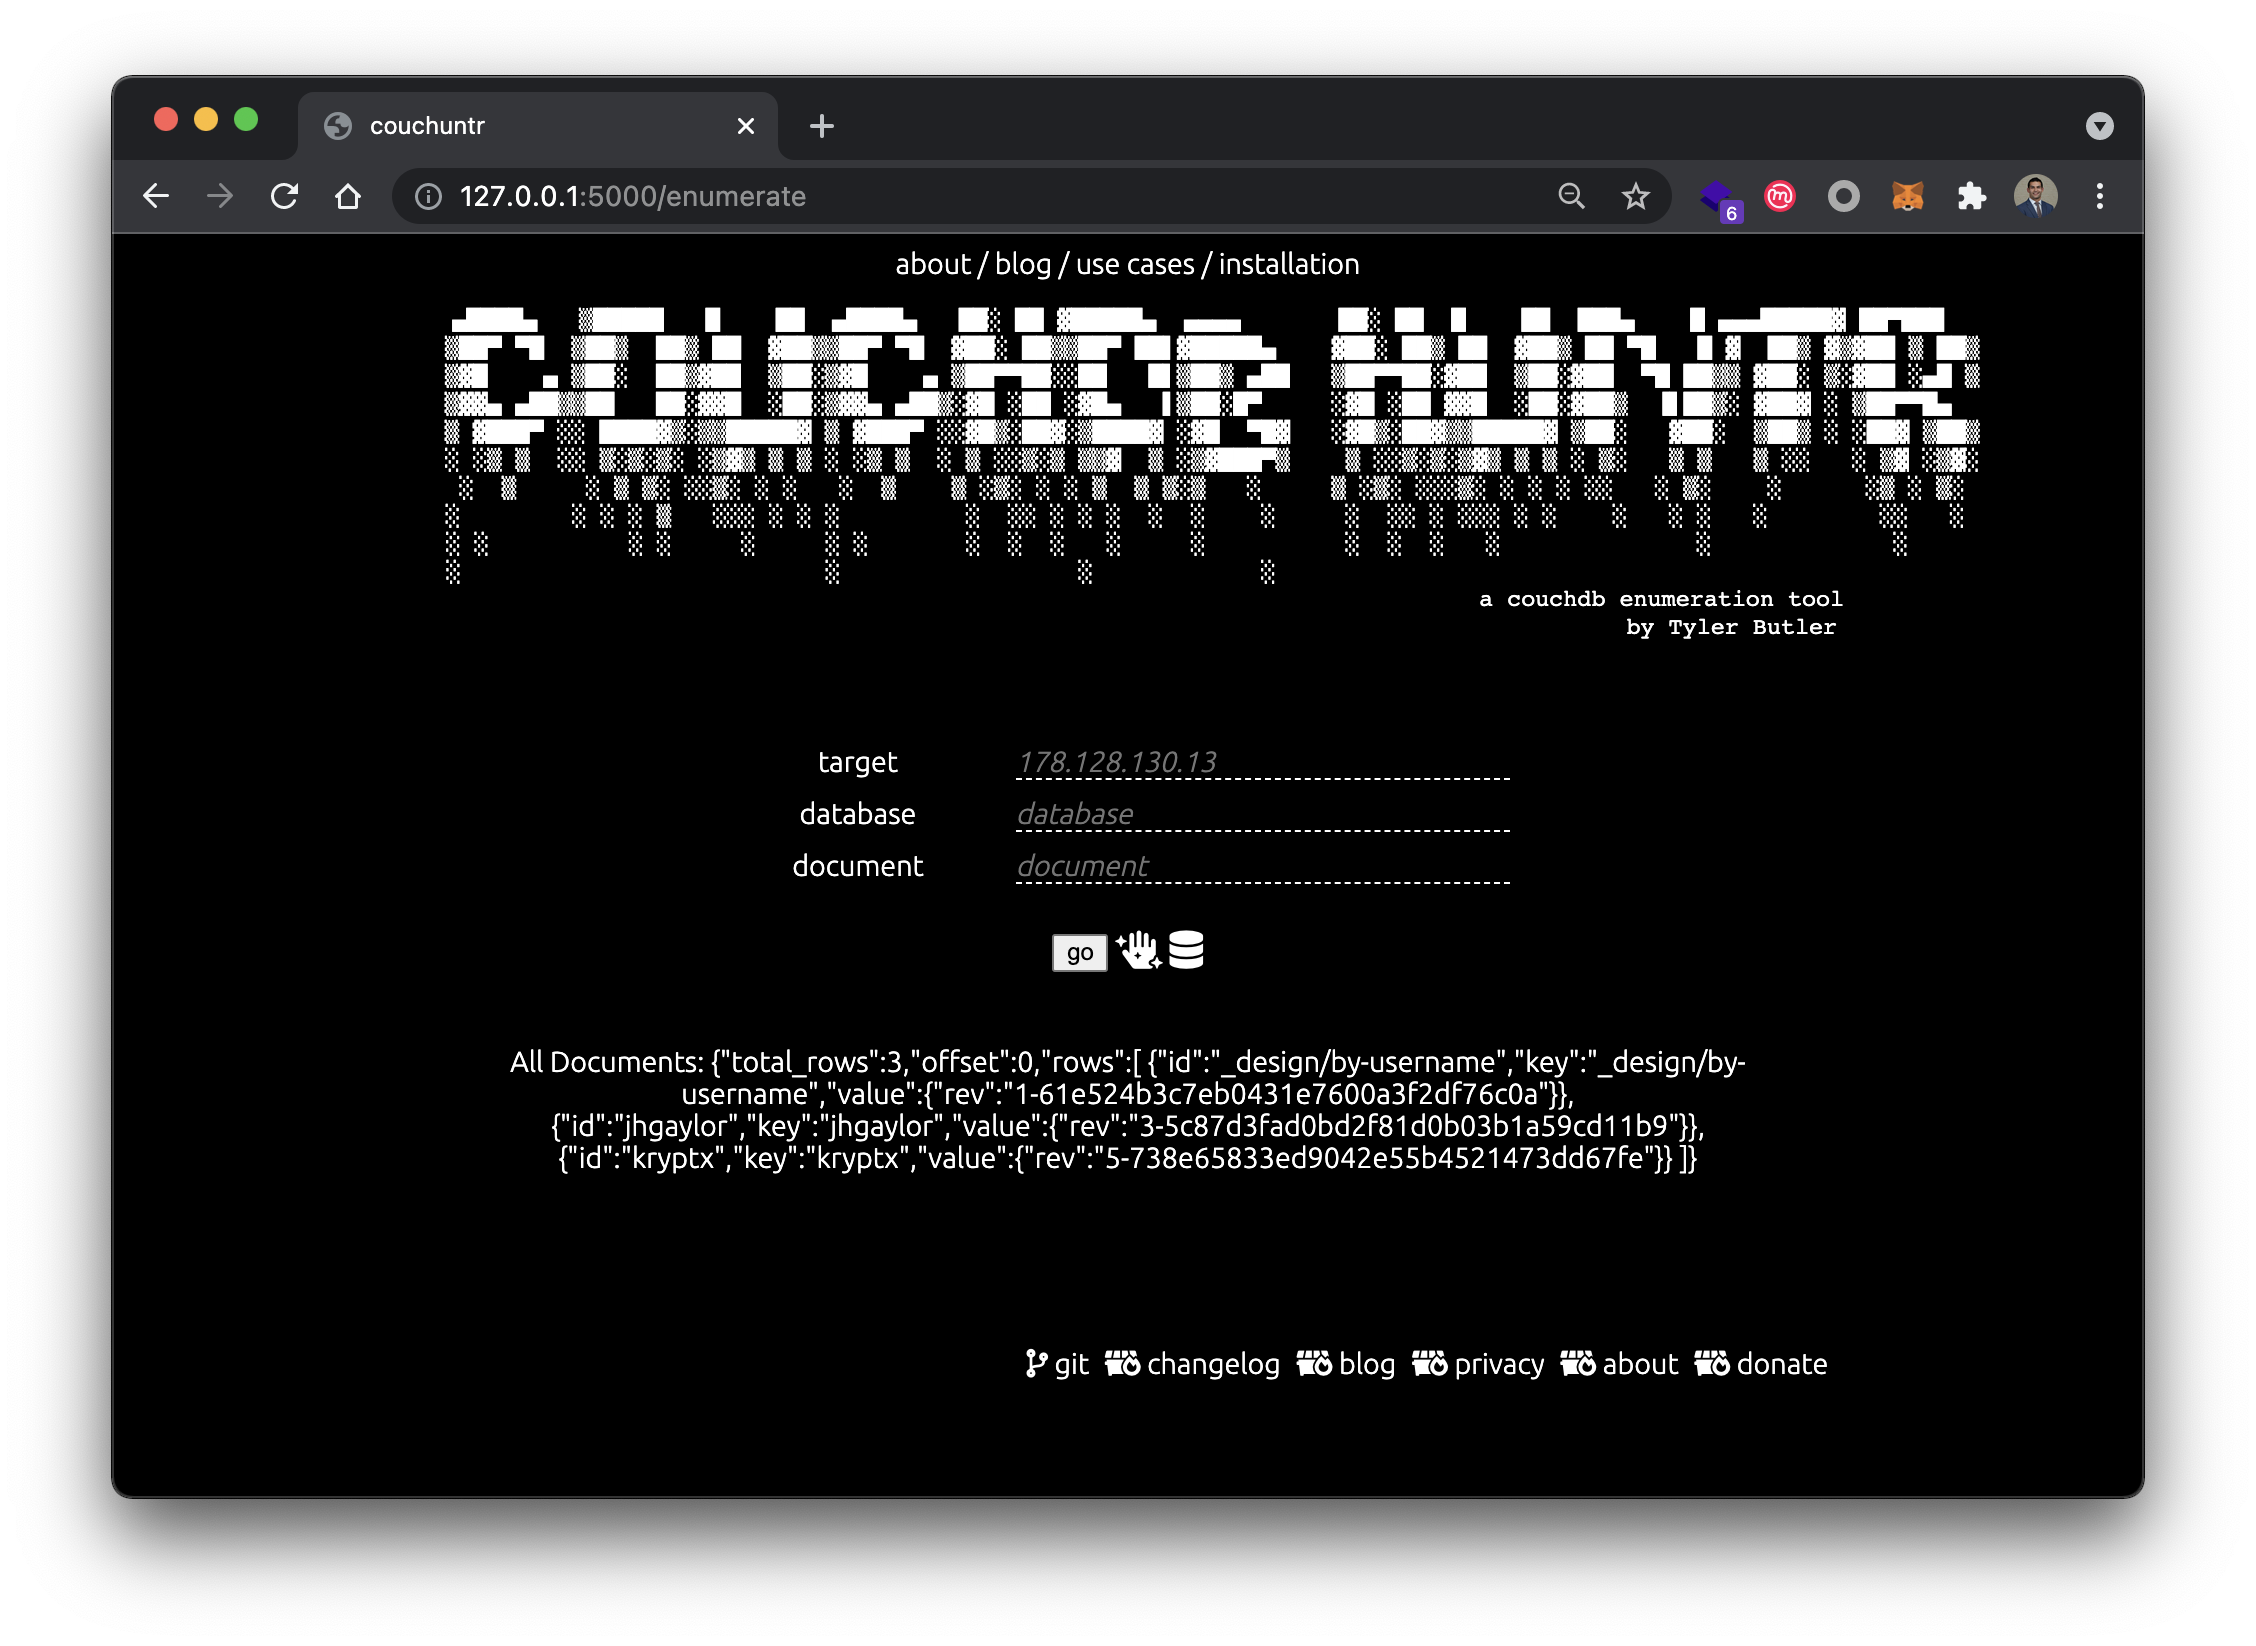 couchuntr
127.0.0.1:5000/enumerate
6
about / blog / use cases / installation
COUCHDB HUNTR
a couchdb enumeration tool
by Tyler Butler
target 178.128.130.13
database database
document document
go
All Documents: {"total_rows":3,"offset":0,"rows":[ {"id":"_design/by-username","key":"_design/by-
username","value":{"rev":"1-61e524b3c7eb0431e7600a3f2df76c0a"}},
{"id":"jhgaylor","key":"jhgaylor","value":{"rev":"3-5c87d3fad0bd2f81d0b03b1a59cd11b9"}},
{"id":"kryptx","key":"kryptx","value":{"rev":"5-738e65833ed9042e55b4521473dd67fe"}} ]}
git changelog blog privacy about donate